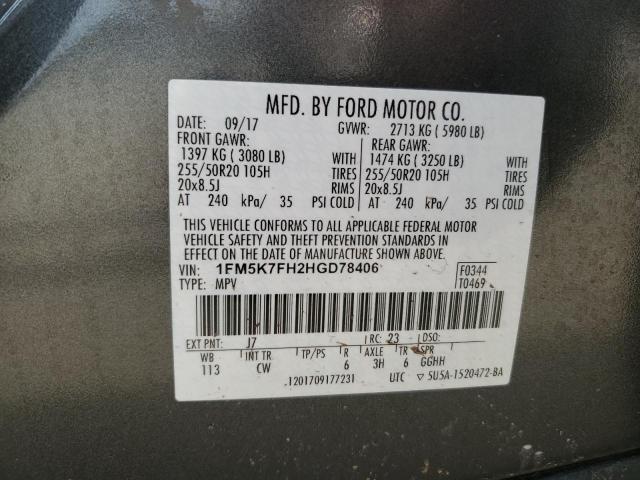 MFD. BY FORD MOTOR CO.
DATE: 09/17 GVWR: 2713 KG ( 5980 LB)
FRONT GAWR: REAR GAWR:
1397 KG ( 3080 LB) WITH 1474 KG ( 3250 LB) WITH
255/50R20 105H TIRES 255/50R20 105H TIRES
20x8.5J RIMS 20x8.5J RIMS
AT 240 kPa/ 35 PSI COLD AT 240 kPa/ 35 PSI COLD
THIS VEHICLE CONFORMS TO ALL APPLICABLE FEDERAL MOTOR
VEHICLE SAFETY AND THEFT PREVENTION STANDARDS IN
EFFECT ON THE DATE OF MANUFACTURE SHOWN ABOVE.
VIN: 1FM5K7FH2HGD78406 F0344
TYPE: MPV T0469
EXT PNT: J7 RC: 23 DSO:
WB INT TR TP/PS R AXLE TR SPR
113 CW 6 3H 6 GGHH
1201709177231 UTC ▽ 5U5A-1520472-BA